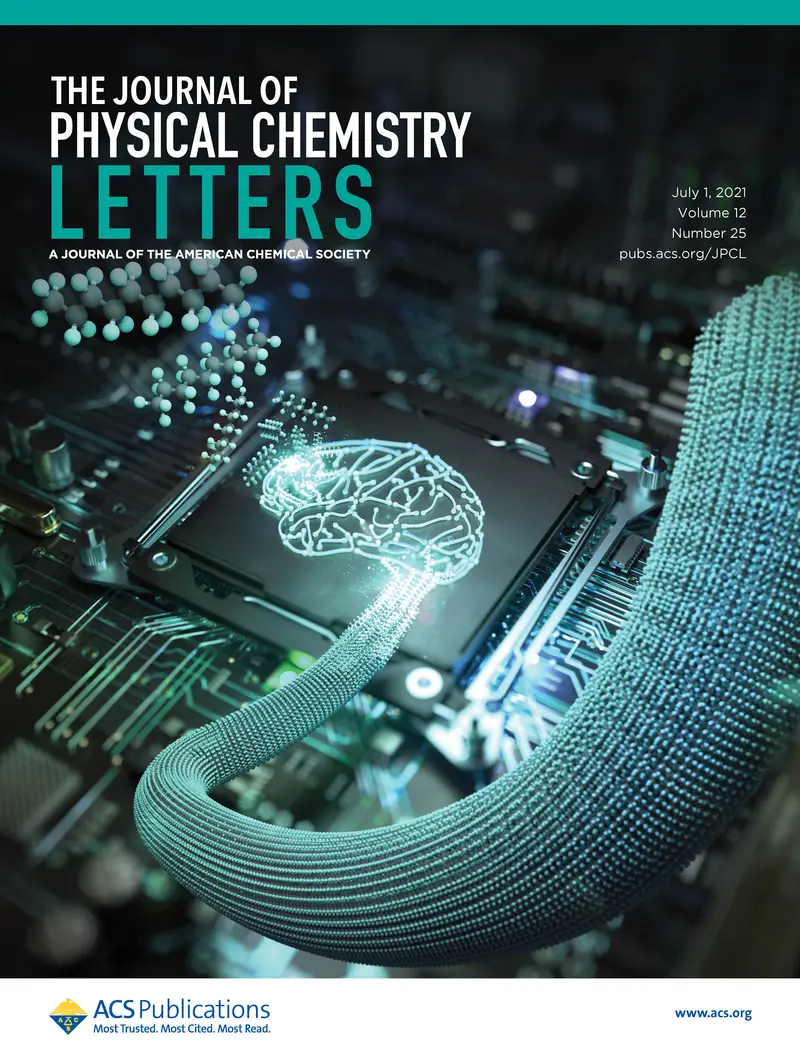 THE JOURNAL OF
PHYSICAL CHEMISTRY
LETTERS
A JOURNAL OF THE AMERICAN CHEMICAL SOCIETY
July 1, 2021
Volume 12
Number 25
pubs.acs.org/JPCL
ACS
ACS Publications
Most Trusted. Most Cited. Most Read.
www.acs.org